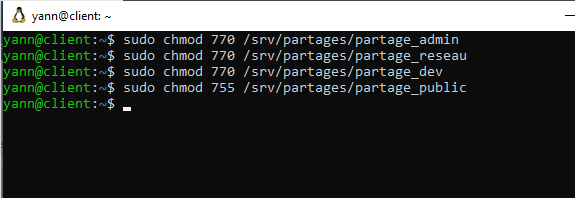 yann@client: ~
yann@client:~$ sudo chmod 770 /srv/partages/partage_admin
yann@client:~$ sudo chmod 770 /srv/partages/partage_reseau
yann@client:~$ sudo chmod 770 /srv/partages/partage_dev
yann@client:~$ sudo chmod 755 /srv/partages/partage_public
yann@client:~$